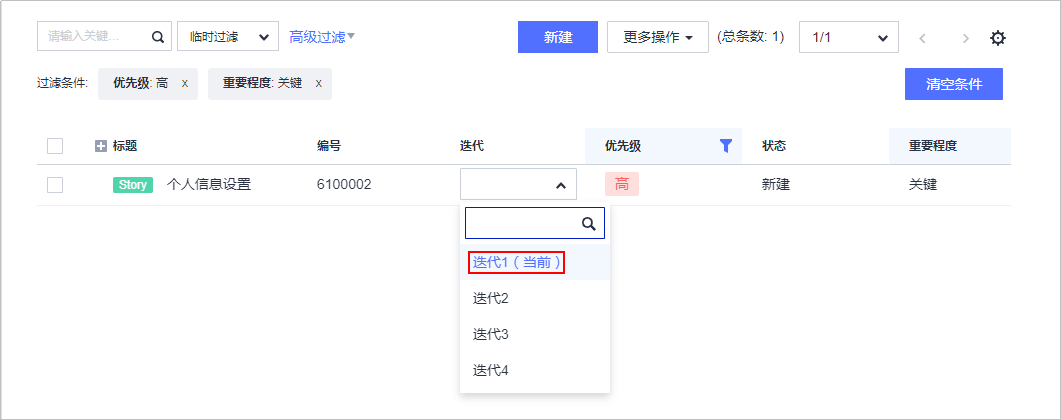 请输入关键... 临时过滤 高级过滤 新建 更多操作 (总条数: 1) 1/1
过滤条件: 优先级: 高 x 重要程度: 关键 x 清空条件
标题 编号 迭代 优先级 状态 重要程度
Story 个人信息设置 6100002 高 新建 关键
迭代1 ( 当前 )
迭代2
迭代3
迭代4